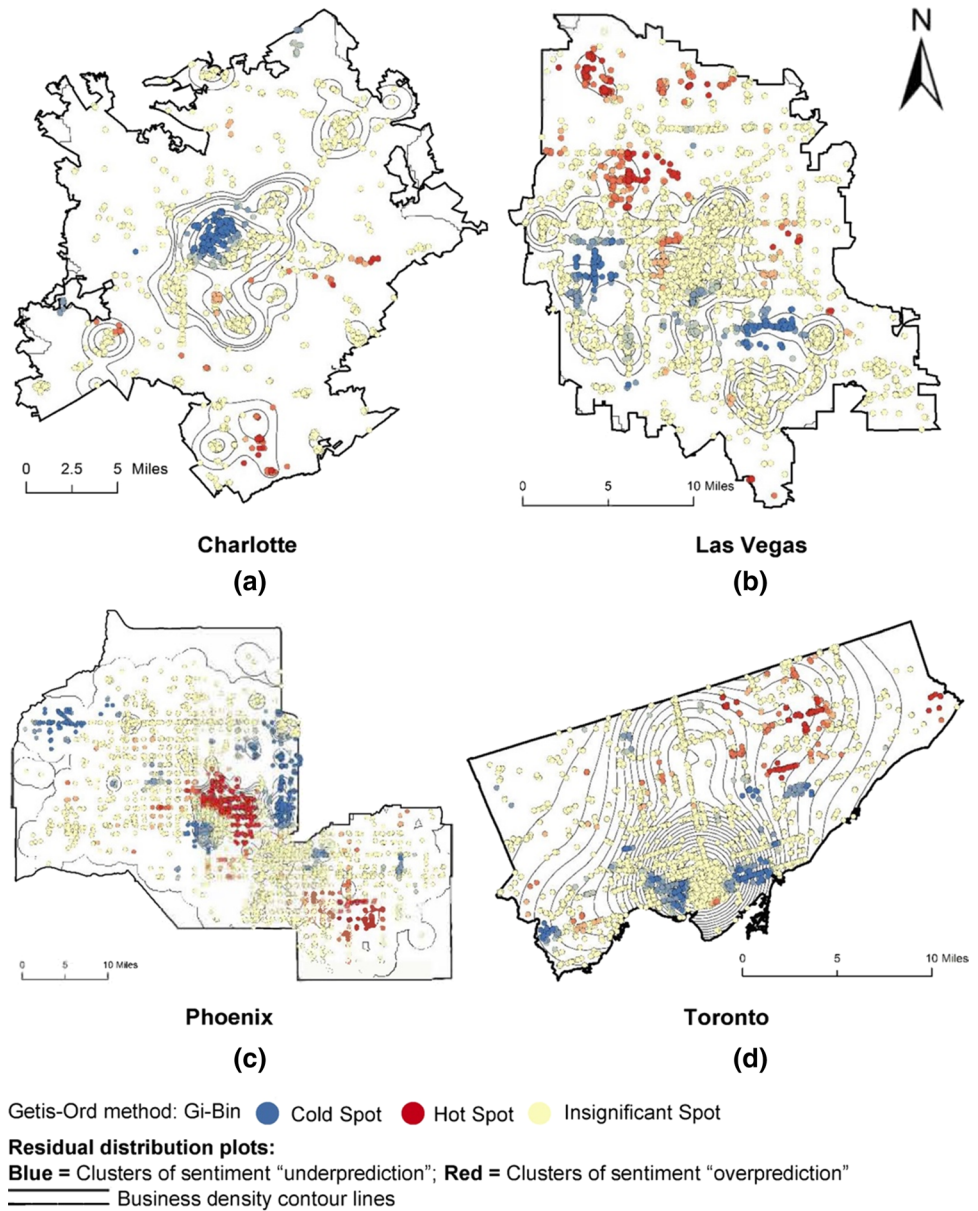 N
0 2.5 5 Miles
0 5 10 Miles
Charlotte
Las Vegas
(a)
(b)
0 5 10 Miles
0 5 10 Miles
Phoenix
Toronto
(c)
(d)
Getis-Ord method: Gi-Bin Cold Spot Hot Spot Insignificant Spot
Residual distribution plots:
Blue = Clusters of sentiment “underprediction”; Red = Clusters of sentiment “overprediction”
Business density contour lines